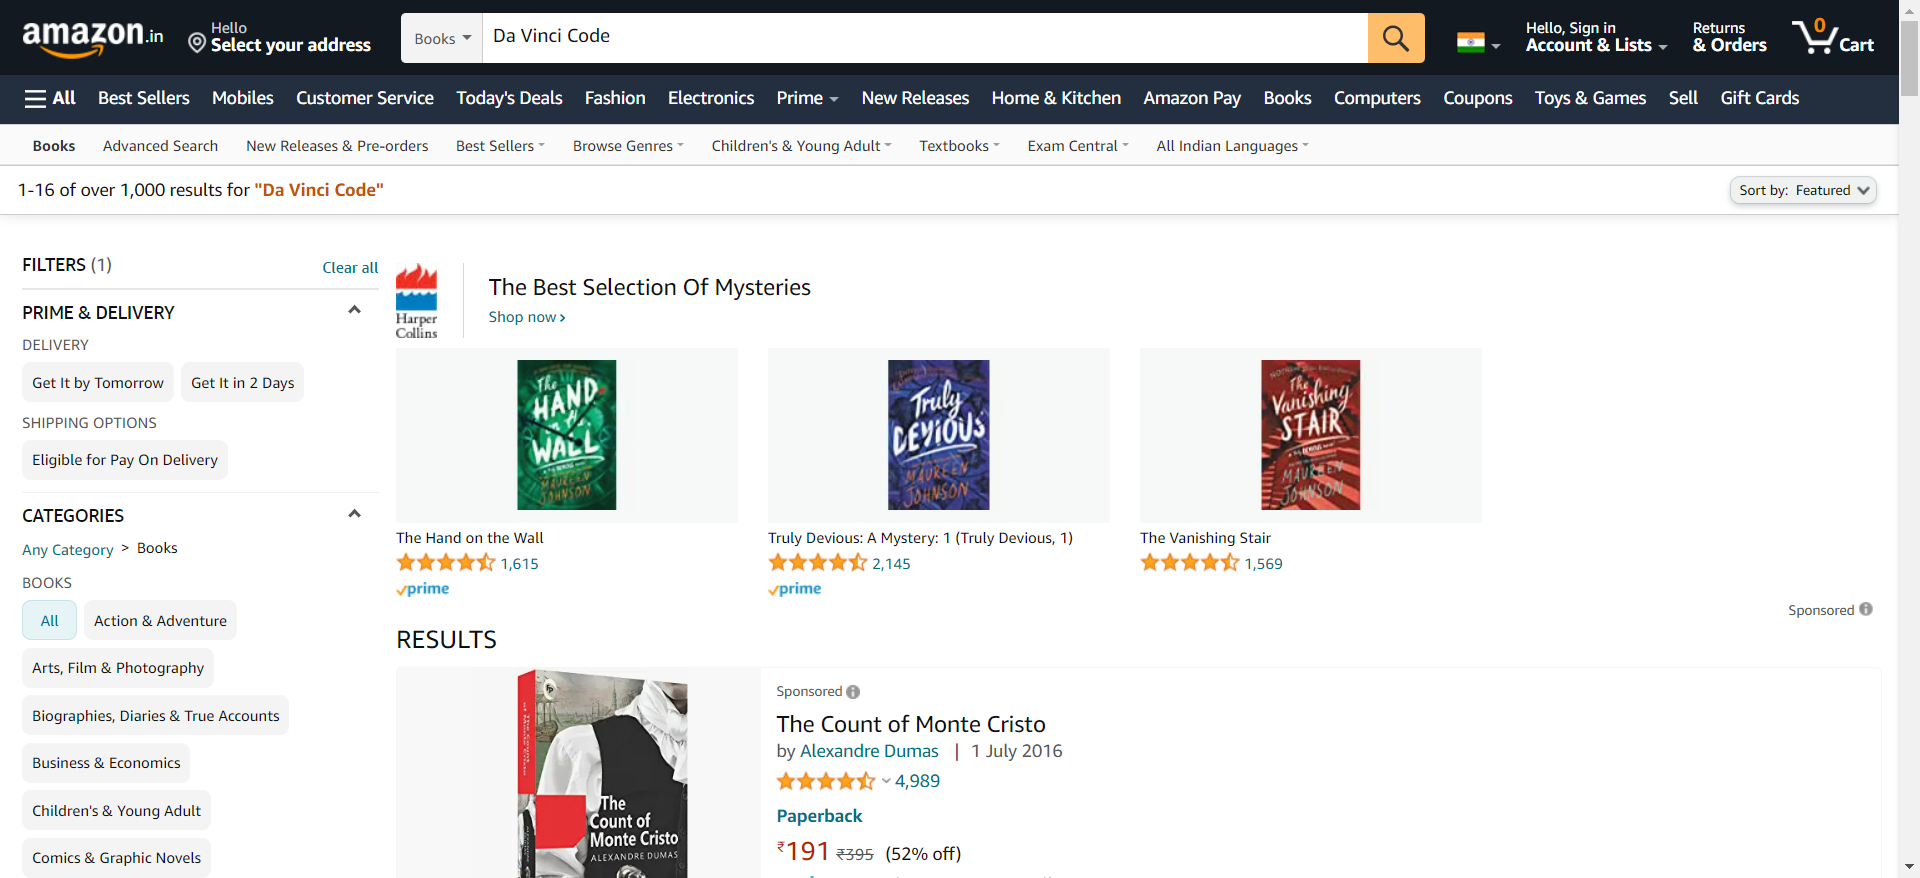 amazon.in
Hello
Select your address
Books
Da Vinci Code
Hello, Sign in
Account & Lists
Returns
& Orders
0
Cart
All Best Sellers Mobiles Customer Service Today's Deals Fashion Electronics Prime New Releases Home & Kitchen Amazon Pay Books Computers Coupons Toys & Games Sell Gift Cards
Books Advanced Search New Releases & Pre-orders Best Sellers Browse Genres Children's & Young Adult Textbooks Exam Central All Indian Languages
1-16 of over 1,000 results for "Da Vinci Code"
Sort by: Featured
FILTERS (1)
Clear all
PRIME & DELIVERY
DELIVERY
Get It by Tomorrow Get It in 2 Days
SHIPPING OPTIONS
Eligible for Pay On Delivery
CATEGORIES
Any Category > Books
BOOKS
All Action & Adventure
Arts, Film & Photography
Biographies, Diaries & True Accounts
Business & Economics
Children's & Young Adult
Comics & Graphic Novels
Harper
Collins
The Best Selection Of Mysteries
Shop now ›
The
HAND
WALL
MAUREEN
JOHNSON
Truly
DEVIOUS
MAUREEN
JOHNSON
The
Vanishing
STAIR
MAUREEN
JOHNSON
The Hand on the Wall
1,615
prime
Truly Devious: A Mystery: 1 (Truly Devious, 1)
2,145
prime
The Vanishing Stair
1,569
Sponsored
RESULTS
The
Count of
Monte Cristo
ALEXANDRE DUMAS
Sponsored
The Count of Monte Cristo
by Alexandre Dumas | 1 July 2016
4,989
Paperback
₹191 ₹395 (52% off)